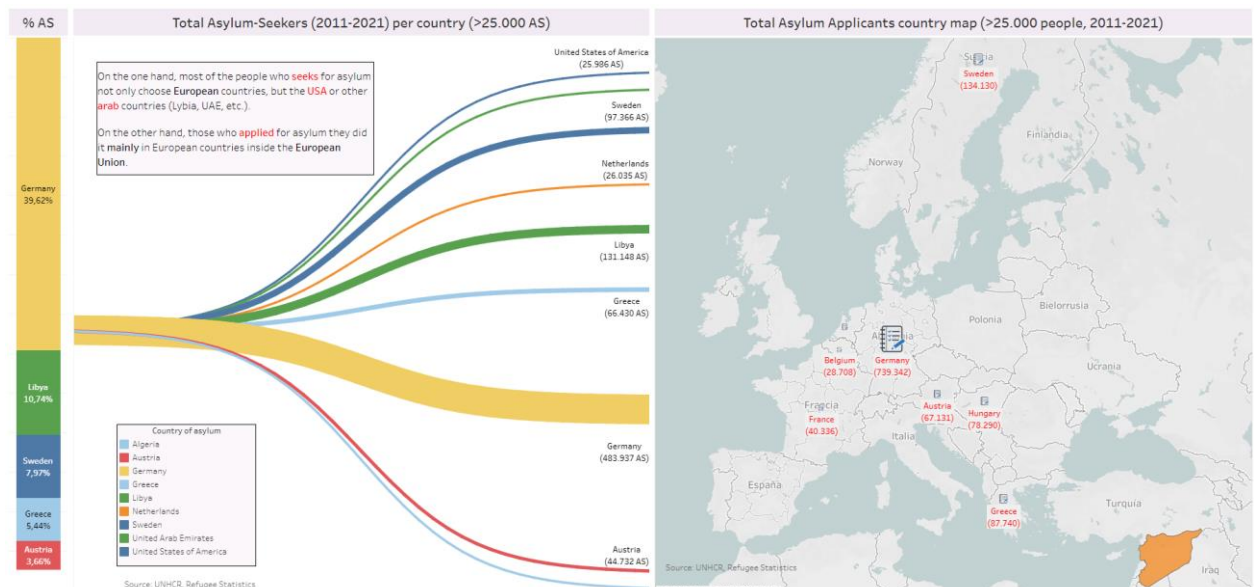 % AS
Total Asylum-Seekers (2011-2021) per country (>25.000 AS)
Total Asylum Applicants country map (>25.000 people, 2011-2021)
Germany
39,62%
Libya
10,74%
Sweden
7,97%
Greece
5,44%
Austria
3,66%
On the one hand, most of the people who seeks for asylum
not only choose European countries, but the USA or other
arab countries (Lybia, UAE, etc.).
On the other hand, those who applied for asylum they did
it mainly in European countries inside the European
Union.
United States of America
(25.986 AS)
Sweden
(97.366 AS)
Netherlands
(26.035 AS)
Libya
(131.148 AS)
Greece
(66.430 AS)
Germany
(483.937 AS)
Austria
(44.732 AS)
Country of asylum
Algeria
Austria
Germany
Greece
Libya
Netherlands
Sweden
United Arab Emirates
United States of America
Source: UNHCR, Refugee Statistics
Sweden
(134.130)
Finlandia
Norway
Bielorrusia
Polonia
Belgium
(28.708)
Germany
(739.342)
Ucrania
Francia
France
(40.336)
Austria
(67.131)
Hungary
(78.290)
Italia
España
Greece
(87.740)
Turquía
Iraq
Source: UNHCR, Refugee Statistics